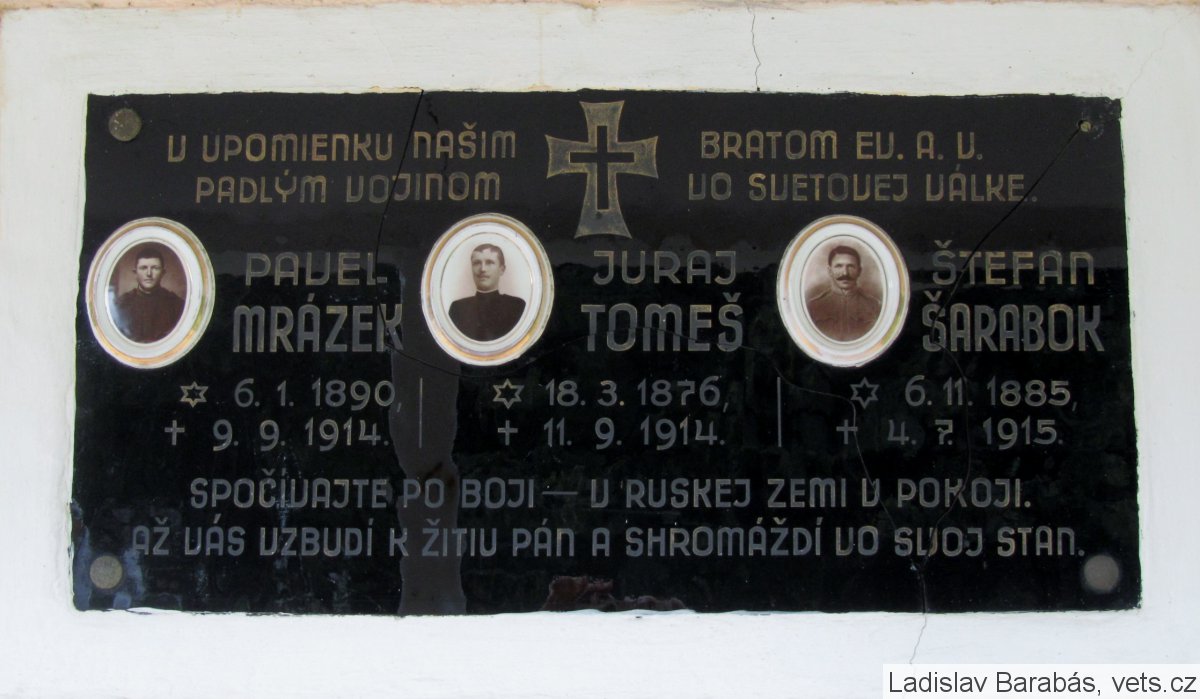 V UPOMIENKU NAŠIM BRATOM EV. A. V.
PADLÝM VOJINOM VO SVETOVEJ VÁLKE.
PAVEL
MRÁZEK
6. 1. 1890,
† 9. 9. 1914.
JURAJ
TOMEŠ
18. 3. 1876,
† 11. 9. 1914.
ŠTEFAN
ŠARABOK
6. 11. 1885,
† 4. 7. 1915.
SPOČÍVAJTE PO BOJI — V RUSKEJ ZEMI V POKOJI.
AŽ VÁS VZBUDÍ K ŽITIU PÁN A SHROMÁŽDÍ VO SVOJ STAN.
Ladislav Barabás, vets.cz